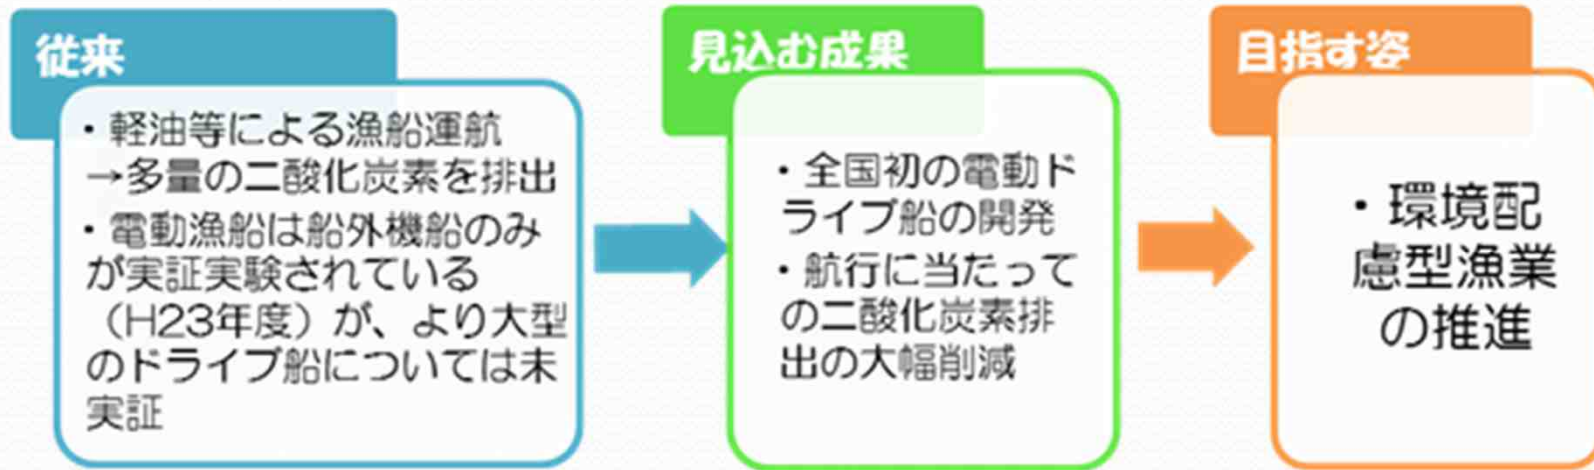 従来
・軽油等による漁船運航
→多量の二酸化炭素を排出
・電動漁船は船外機船のみ
が実証実験されている
（H23年度）が、より大型
のドライブ船については未
実証
見込む成果
・全国初の電動ド
ライブ船の開発
・航行に当たって
の二酸化炭素排
出の大幅削減
目指す姿
・環境配
慮型漁業
の推進